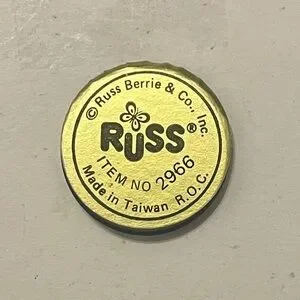 © Russ Berrie & Co., Inc.
RUSS®
ITEM NO 2966
Made in Taiwan R.O.C.